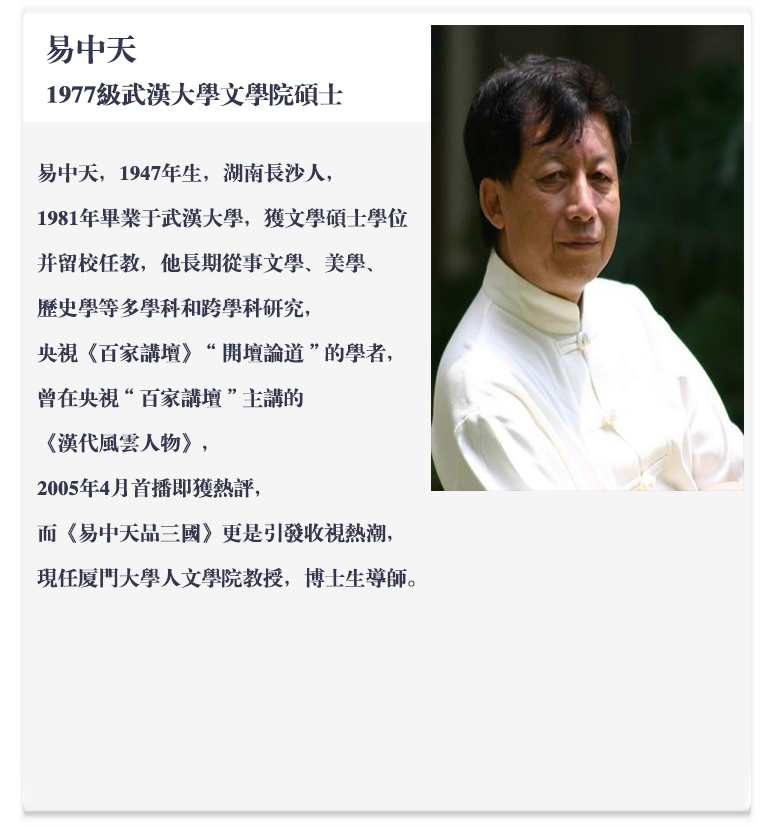 易中天
1977級武漢大學文學院碩士
易中天，1947年生，湖南長沙人，
1981年畢業于武漢大學，獲文學碩士學位
并留校任教，他長期從事文學、美學、
歷史學等多學科和跨學科研究，
央視《百家講壇》“開壇論道”的學者，
曾在央視“百家講壇”主講的
《漢代風雲人物》，
2005年4月首播即獲熱評，
而《易中天品三國》更是引發收視熱潮，
現任厦門大學人文學院教授，博士生導師。